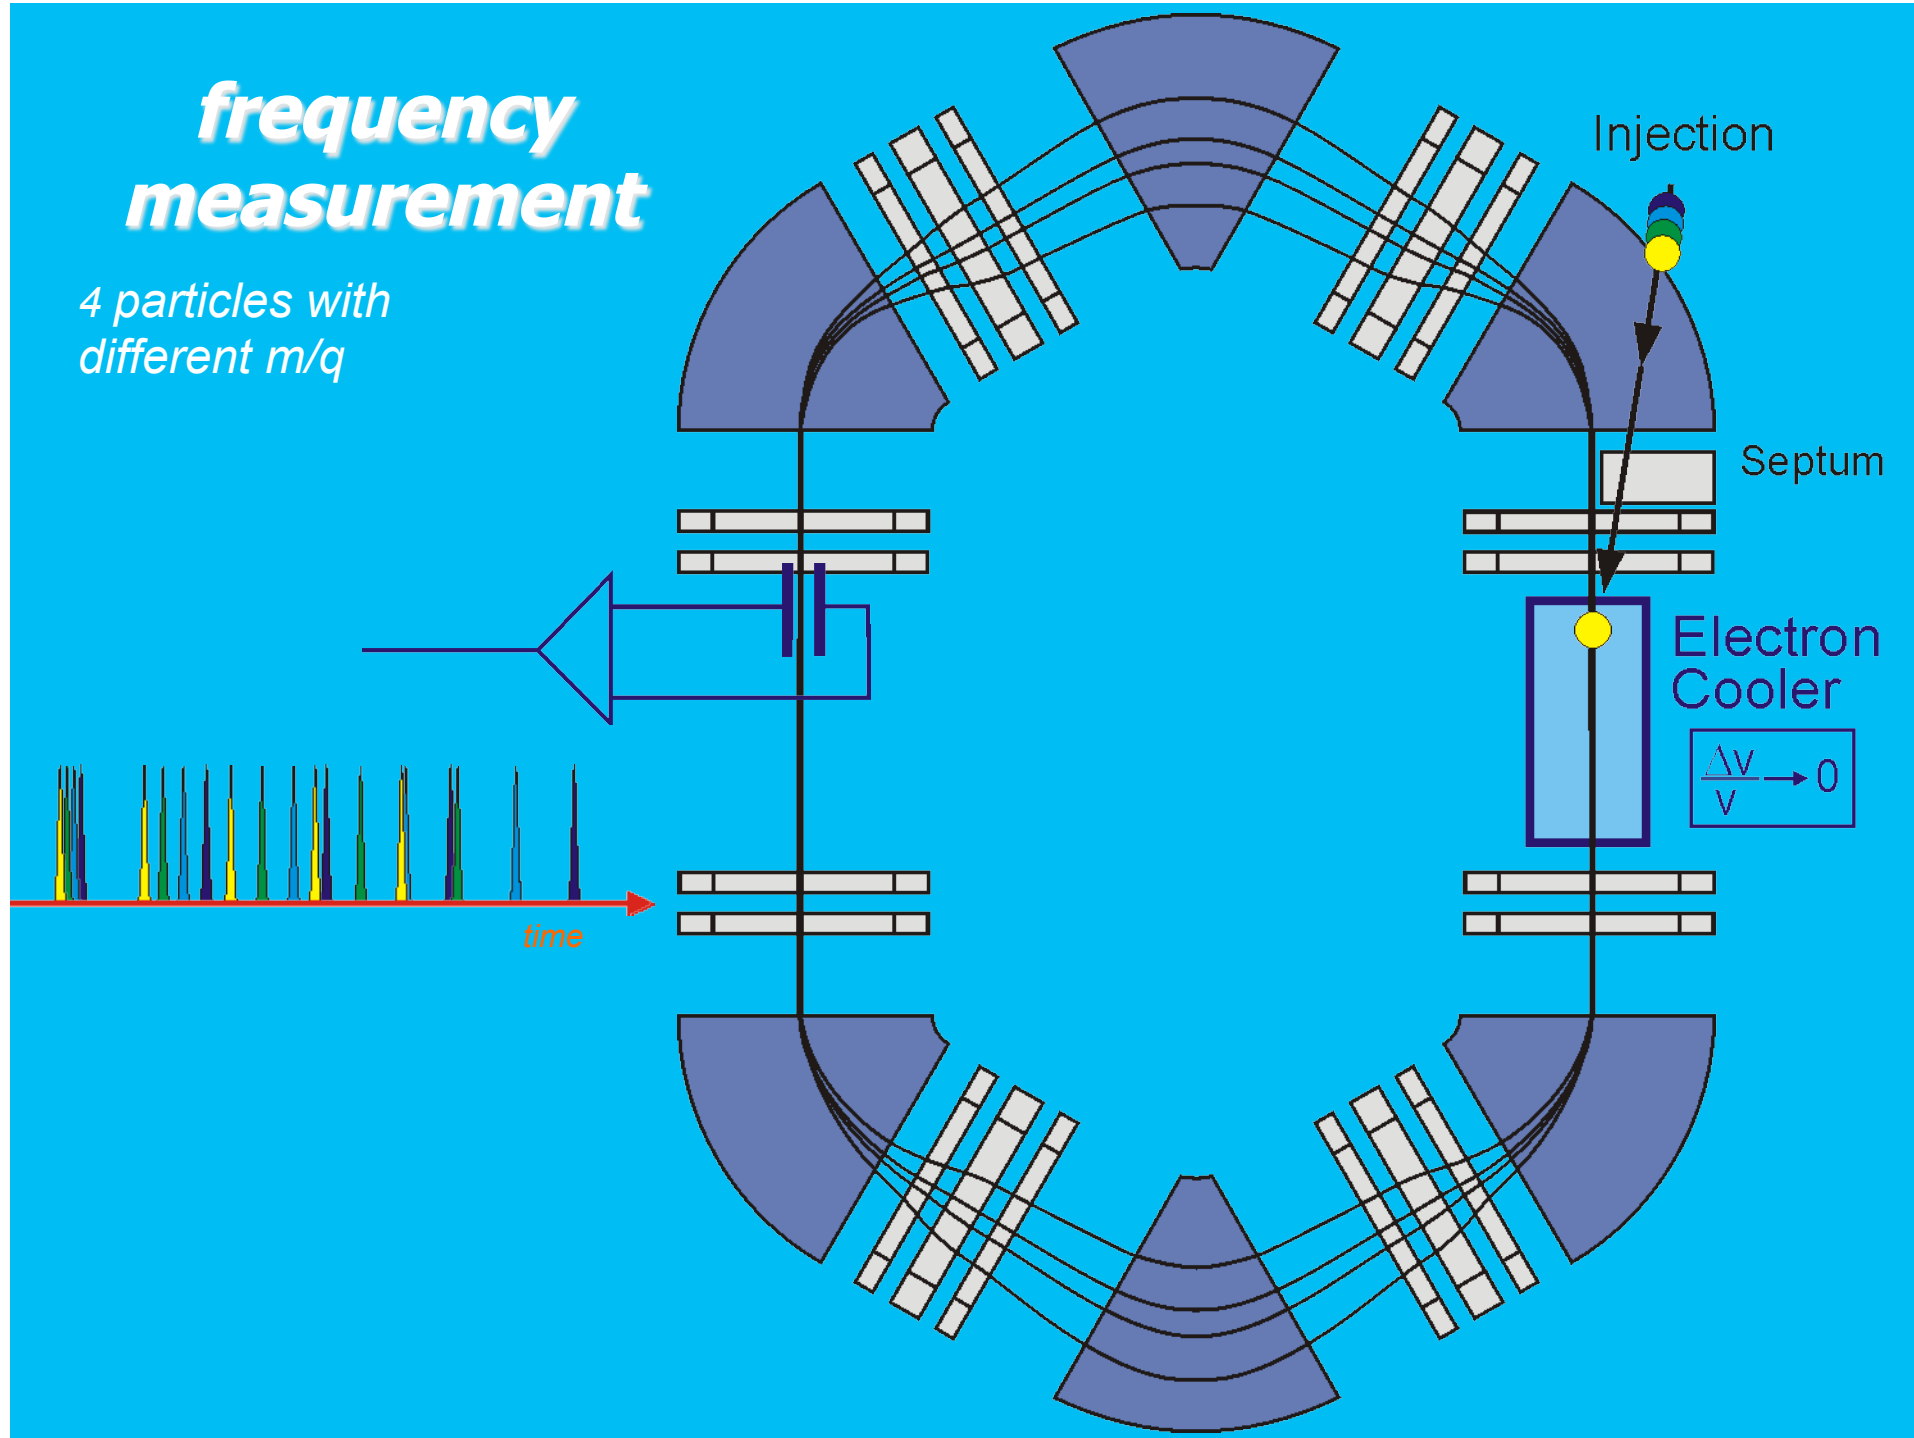 frequency
measurement
4 particles with
different m/q
Injection
Septum
Electron
Cooler
Δv/v → 0
time